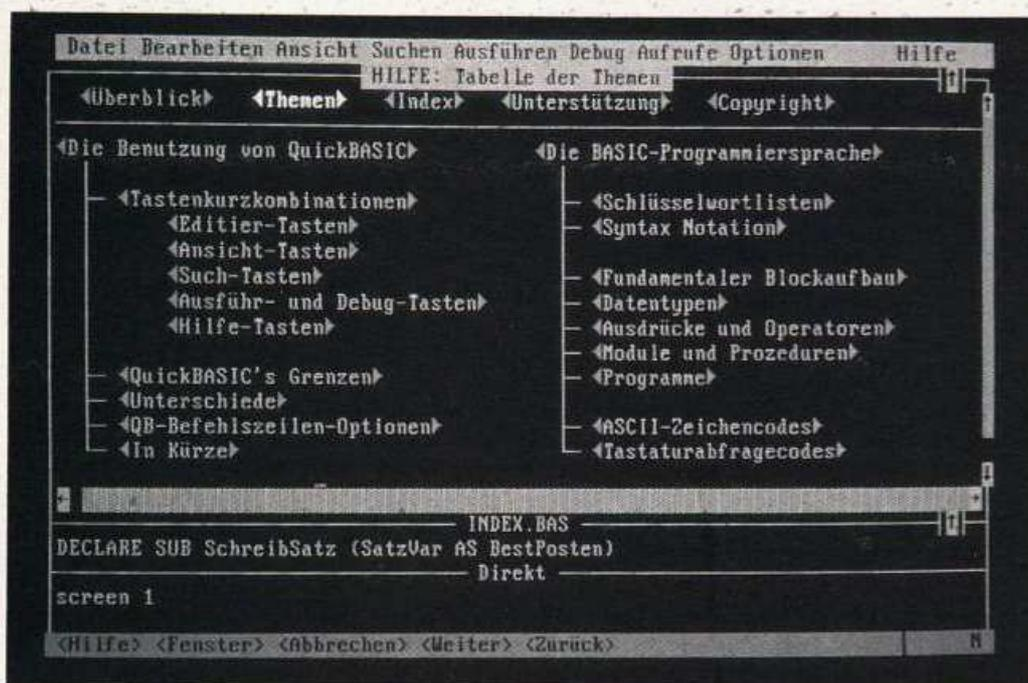 Datei Bearbeiten Ansicht Suchen Ausführen Debug Aufrufe Optionen Hilfe
HILFE: Tabelle der Themen
◄Überblick► ◄Themen► ◄Index► ◄Unterstützung► ◄Copyright►
◄Die Benutzung von QuickBASIC►
◄Tastenkurzkombinationen►
◄Editier-Tasten►
◄Ansicht-Tasten►
◄Such-Tasten►
◄Ausführ- und Debug-Tasten►
◄Hilfe-Tasten►
◄QuickBASIC's Grenzen►
◄Unterschiede►
◄QB-Befehlszeilen-Optionen►
◄In Kürze►
◄Die BASIC-Programmiersprache►
◄Schlüsselwortlisten►
◄Syntax Notation►
◄Fundamentaler Blockaufbau►
◄Datentypen►
◄Ausdrücke und Operatoren►
◄Module und Prozeduren►
◄Programme►
◄ASCII-Zeichencodes►
◄Tastaturabfragecodes►
INDEX.BAS
DECLARE SUB SchreibSatz (SatzVar AS BestPosten)
Direkt
screen 1
<Hilfe> <Fenster> <Abbrechen> <Weiter> <Zurück> N